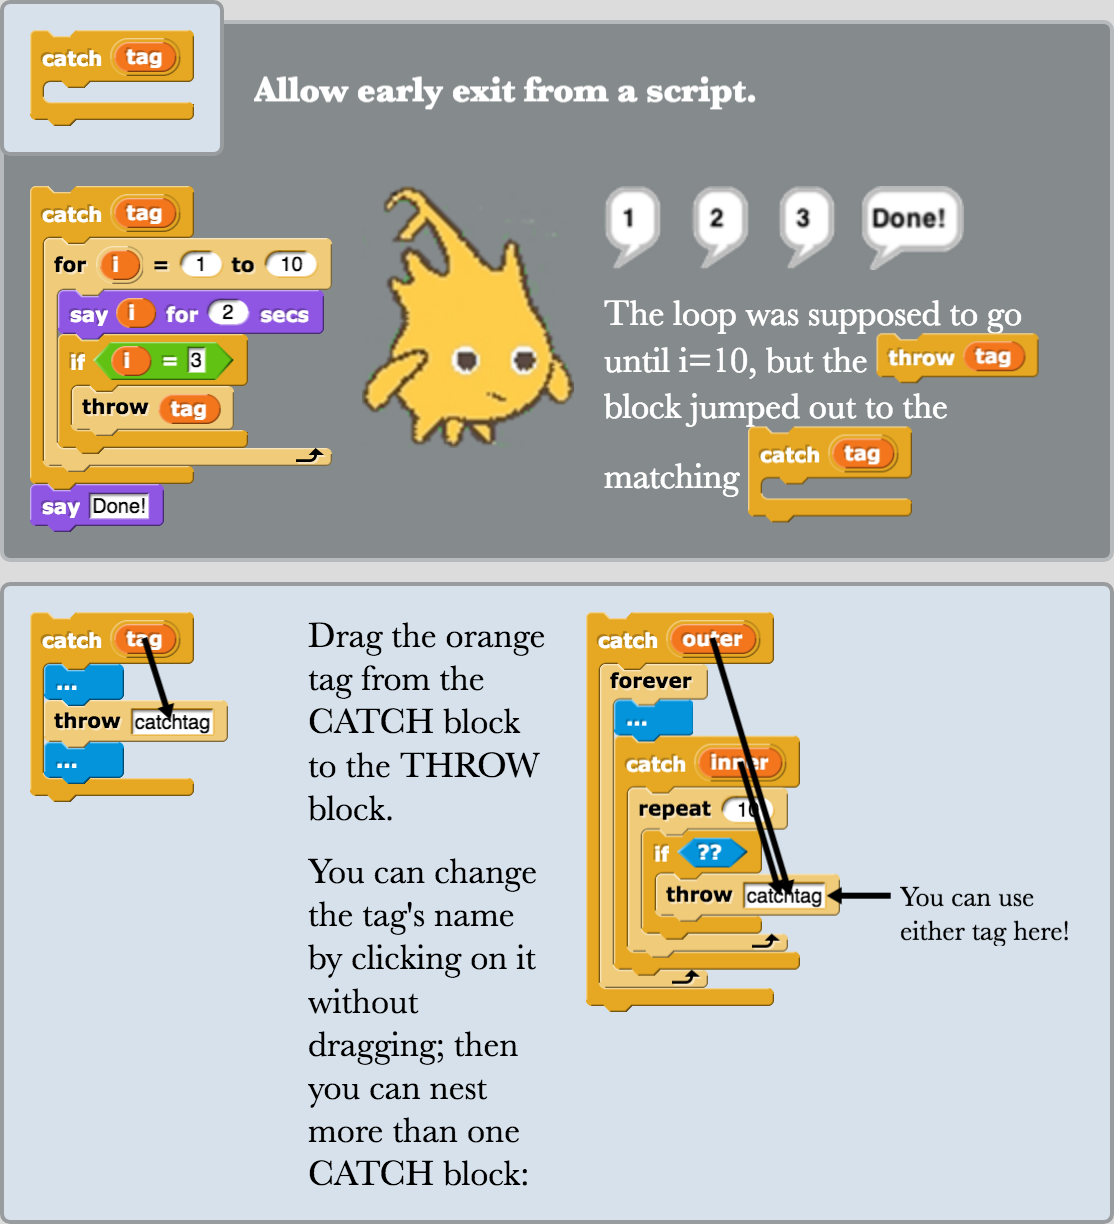 catch tag
Allow early exit from a script.
catch tag
for i = 1 to 10
say i for 2 secs
if i = 3
throw tag
say Done!
1 2 3 Done!
The loop was supposed to go
until i=10, but the throw tag
block jumped out to the
matching catch tag
catch tag
...
throw catchtag
...
Drag the orange
tag from the
CATCH block
to the THROW
block.
You can change
the tag's name
by clicking on it
without
dragging; then
you can nest
more than one
CATCH block:
catch outer
forever
...
catch inner
repeat 10
if ??
throw catchtag
You can use
either tag here!